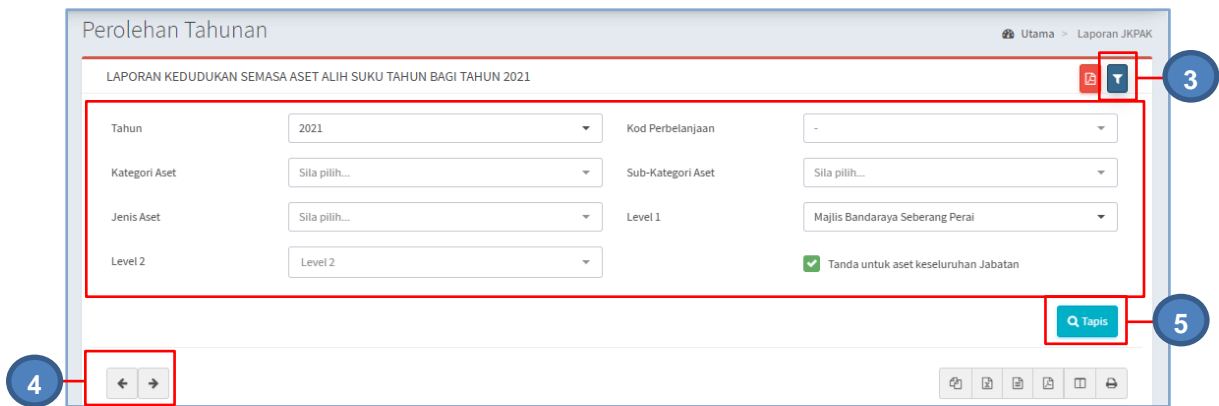 Perolehan Tahunan
Utama > Laporan JKPAK
LAPORAN KEDUDUKAN SEMASA ASET ALIH SUKU TAHUN BAGI TAHUN 2021
3
Tahun 2021 Kod Perbelanjaan -
Kategori Aset Sila pilih... Sub-Kategori Aset Sila pilih...
Jenis Aset Sila pilih... Level 1 Majlis Bandaraya Seberang Perai
Level 2 Level 2 Tanda untuk aset keseluruhan Jabatan
Tapis
5
4